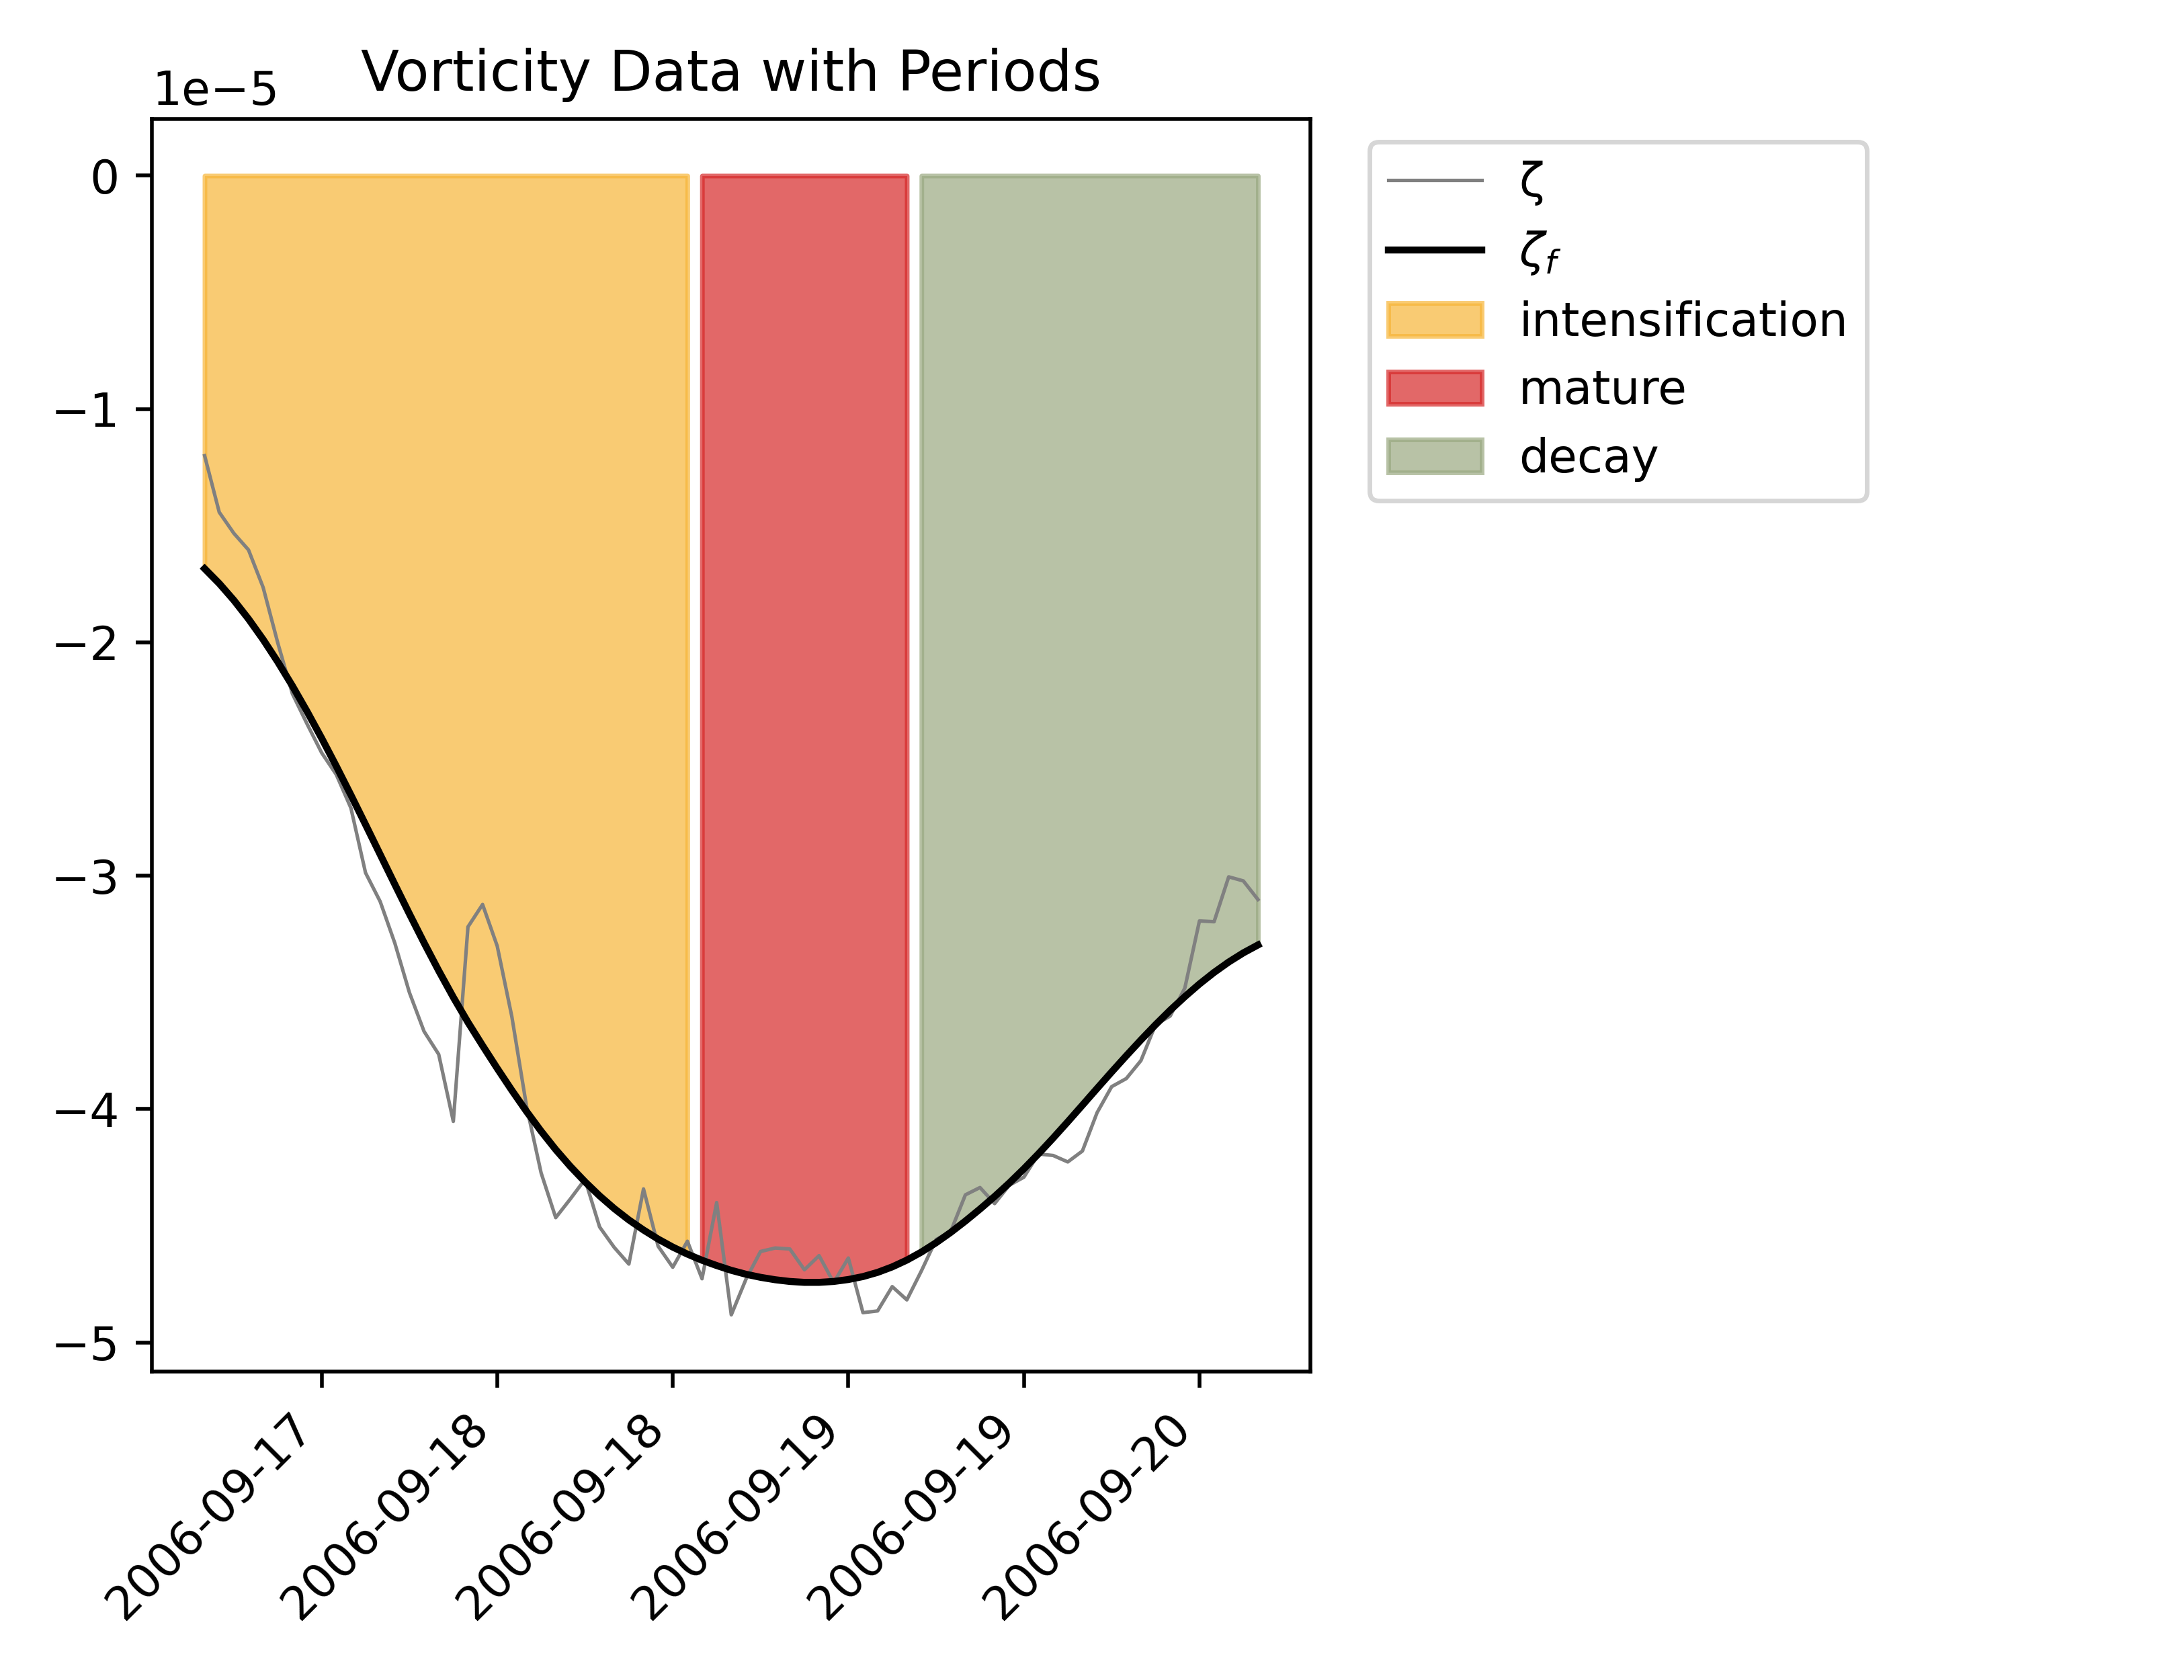 Vorticity Data with Periods
1e−5
0
−1
−2
−3
−4
−5
2006-09-17
2006-09-18
2006-09-18
2006-09-19
2006-09-19
2006-09-20
ζ
ζf
intensification
mature
decay